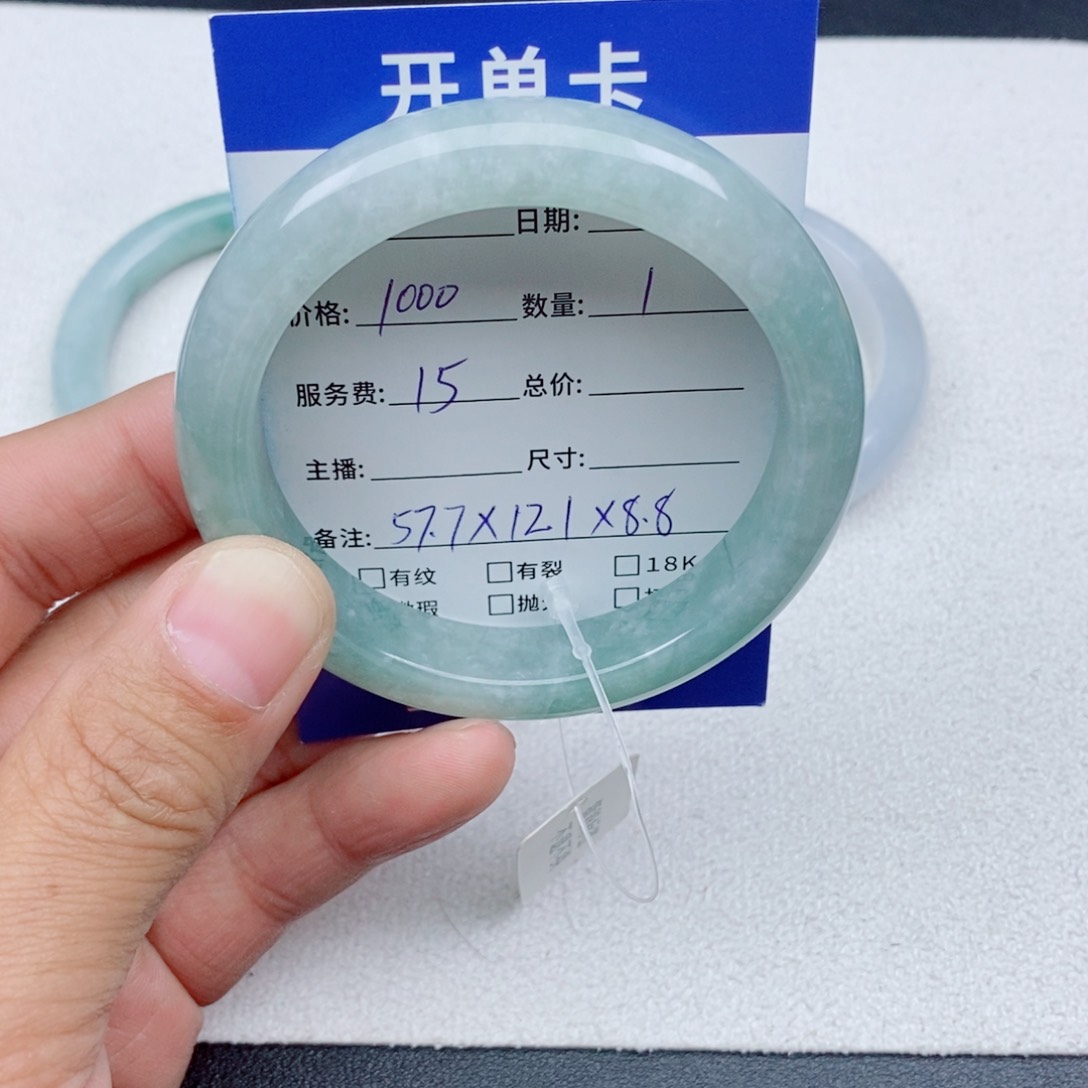 开单卡
日期:
价格: 1000 数量: 1
服务费: 15 总价:
主播: 尺寸:
备注: 57.7X12.1X8.8
□有纹 □有裂 □18K